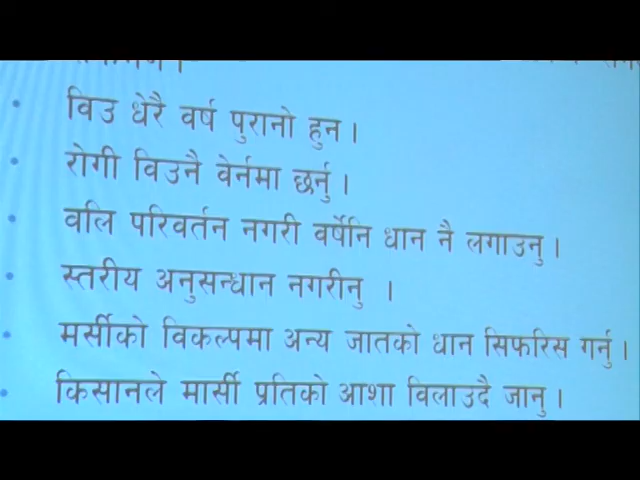 विउ धेरै वर्ष पुरानो हुन ।
रोगी विउनै वेर्नमा छर्नु ।
वलि परिवर्तन नगरी वर्षेनि धान नै लगाउनु ।
स्तरीय अनुसन्धान नगरीनु ।
मर्सीको विकल्पमा अन्य जातको धान सिफरिस गर्नु ।
किसानले मार्सी प्रतिको आशा विलाउदै जानु ।